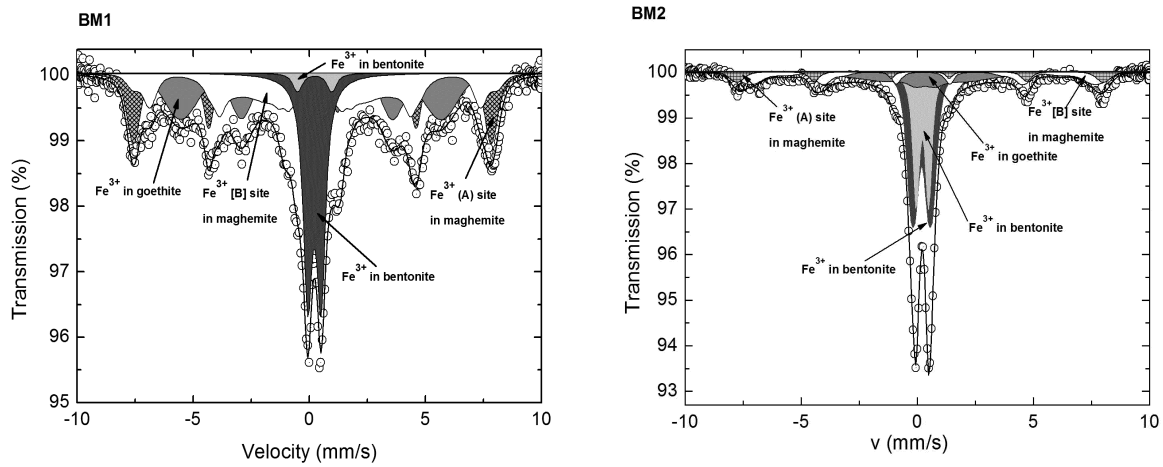 BM1
Fe3+ in bentonite
100
99
98
97
96
95
Transmission (%)
Fe3+ in goethite
Fe3+ [B] site
in maghemite
Fe3+ (A) site
in maghemite
Fe3+ in bentonite
-10 -5 0 5 10
Velocity (mm/s)
BM2
100
99
98
97
96
95
94
93
Transmission (%)
Fe3+ (A) site
in maghemite
Fe3+ [B] site
in maghemite
Fe3+ in goethite
Fe3+ in bentonite
Fe3+ in bentonite
-10 -5 0 5 10
v (mm/s)